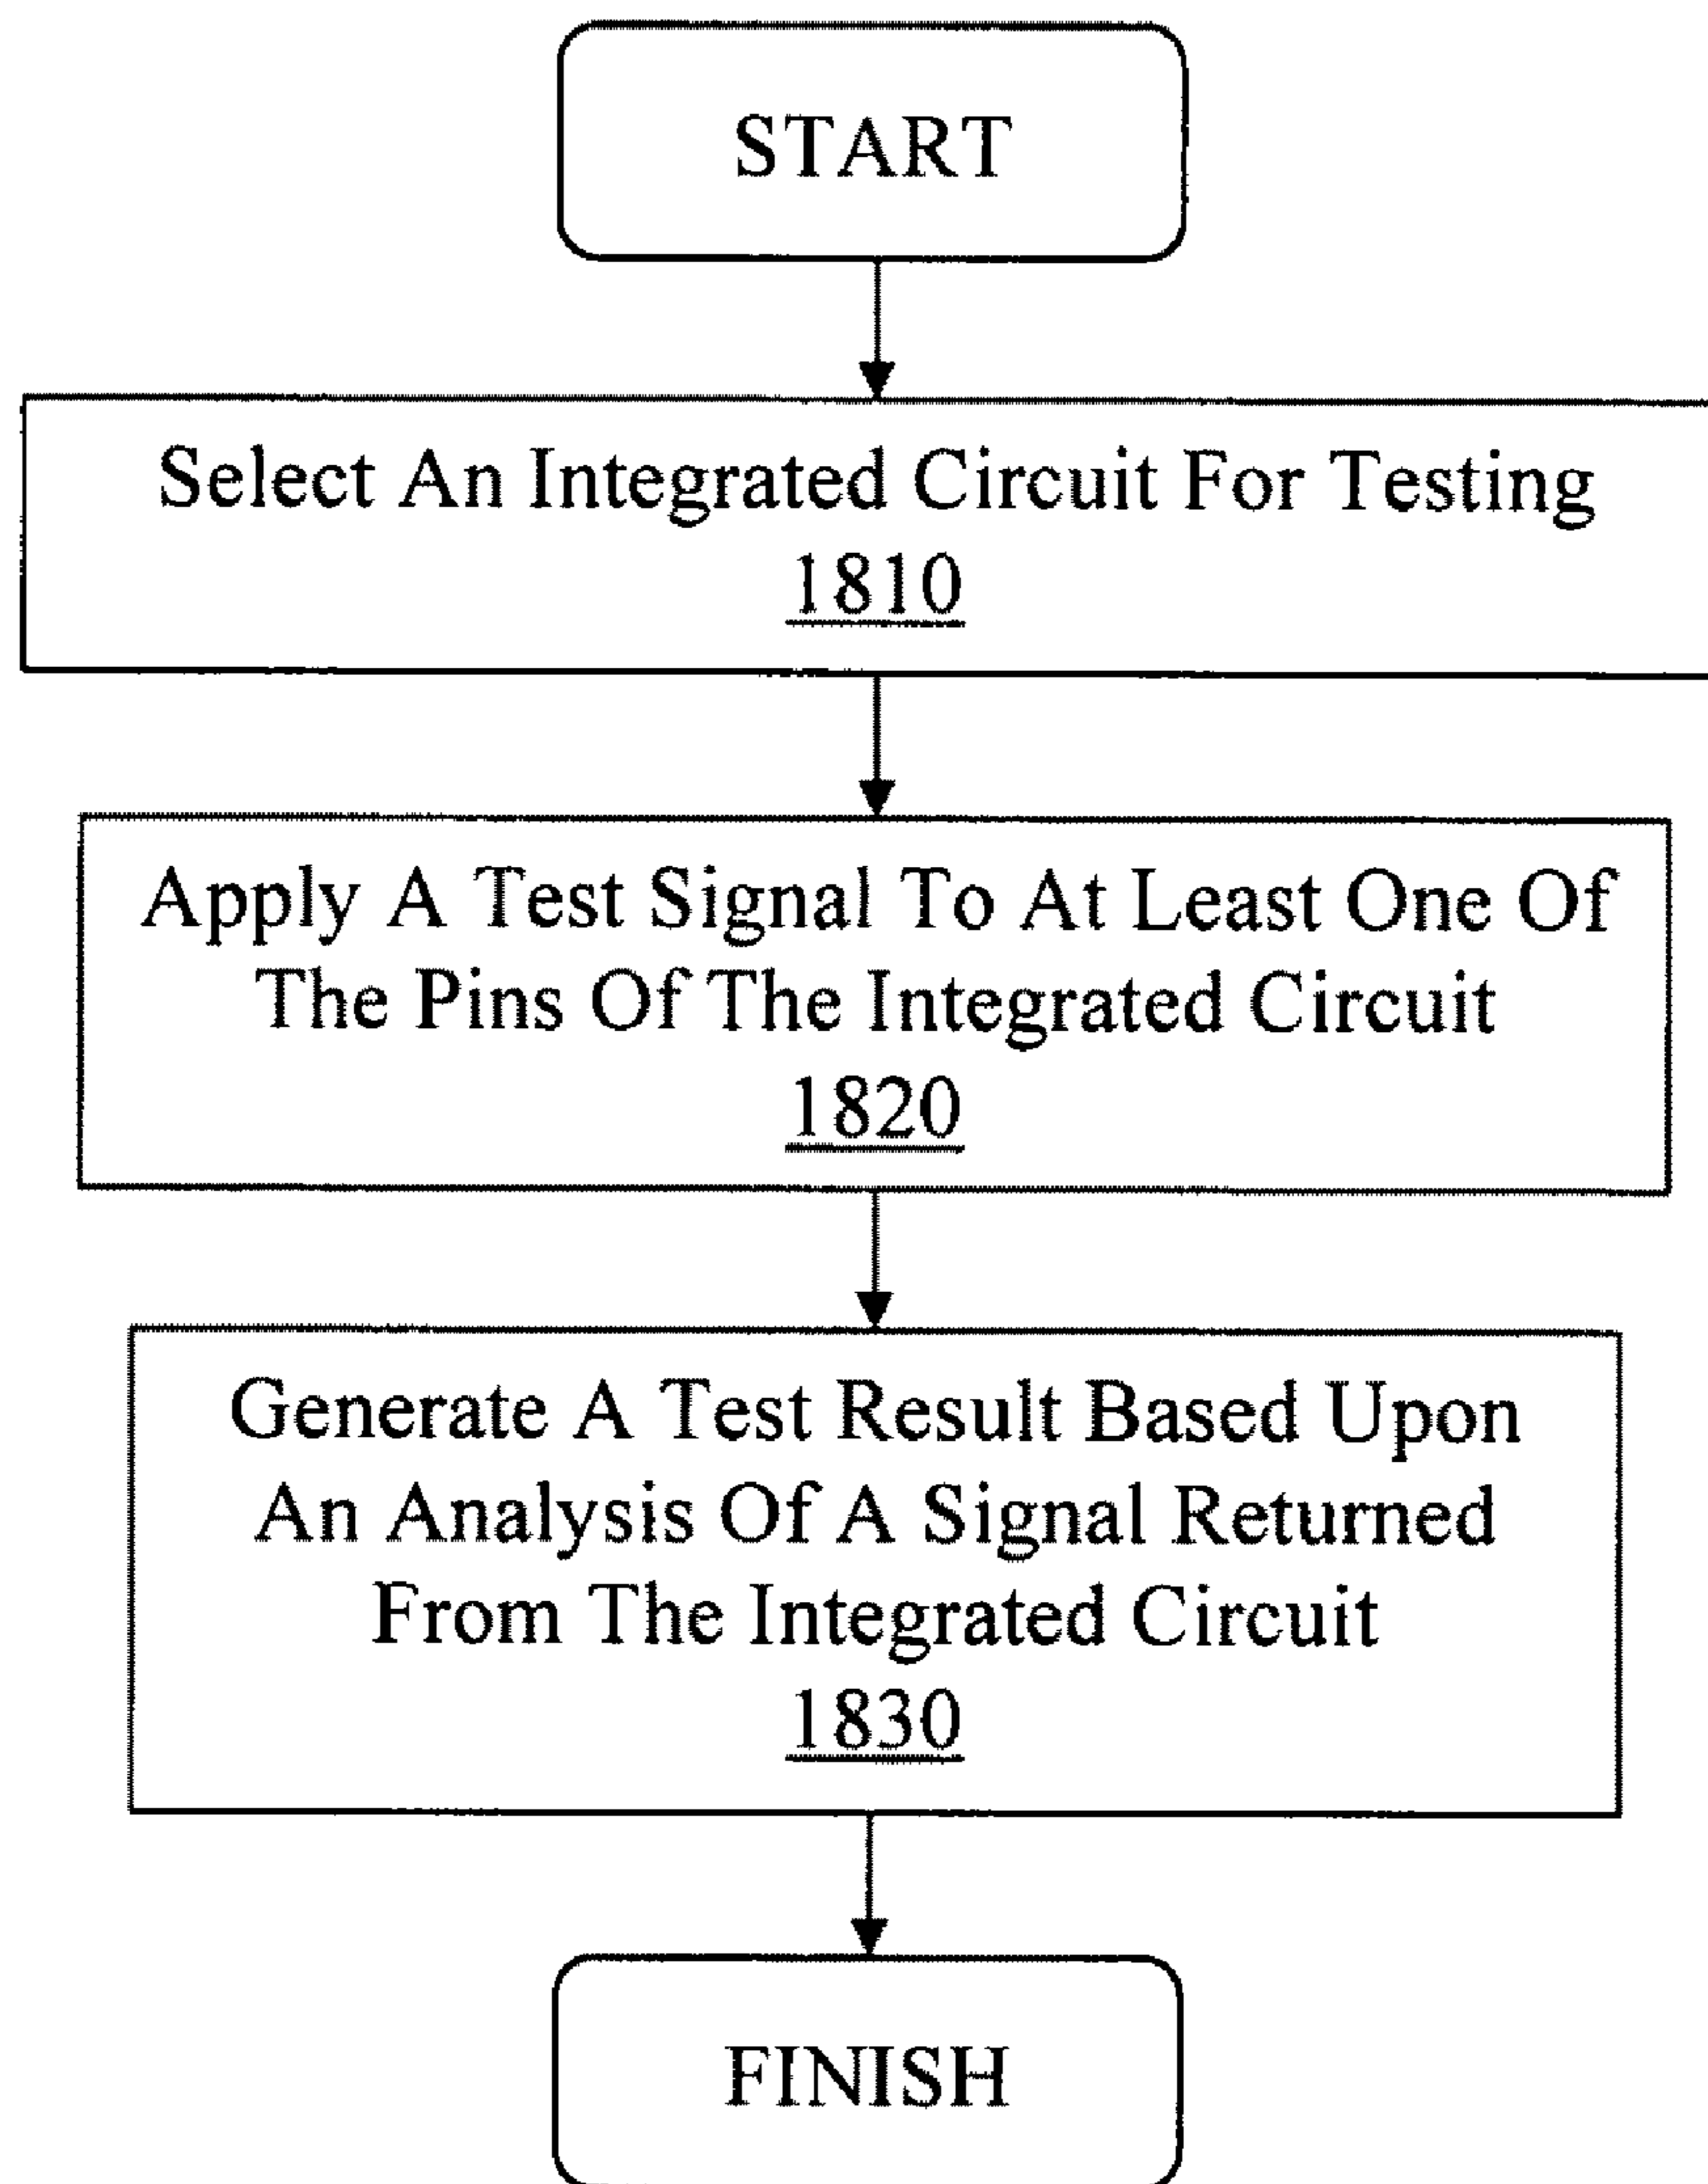 START
Select An Integrated Circuit For Testing
1810
Apply A Test Signal To At Least One Of
The Pins Of The Integrated Circuit
1820
Generate A Test Result Based Upon
An Analysis Of A Signal Returned
From The Integrated Circuit
1830
FINISH